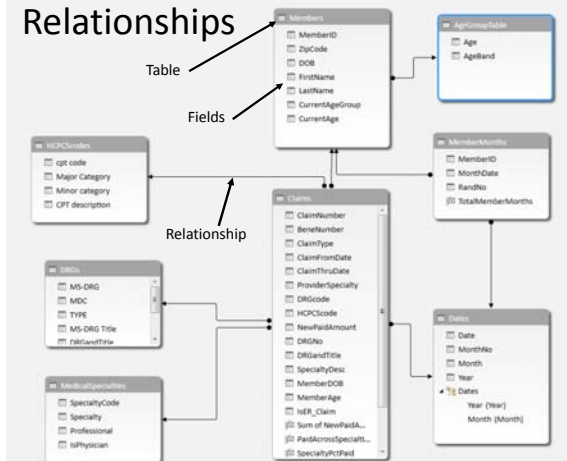 Relationships
Table
Fields
Relationship
Members
MemberID
ZipCode
DOB
FirstName
LastName
CurrentAgeGroup
CurrentAge
AgrGroupTable
Age
AgeBand
HCPCScodes
cpt code
Major Category
Minor category
CPT description
MemberMonths
MemberID
MonthDate
RandNo
TotalMemberMonths
Claims
ClaimNumber
BeneNumber
ClaimType
ClaimFromDate
ClaimThruDate
ProviderSpecialty
DRGcode
HCPCScode
NewPaidAmount
DRGNo
DRGandTitle
SpecialtyDesc
MemberDOB
MemberAge
IsER_Claim
Sum of NewPaidA...
PaidAcrossSpecialti...
SpecialtyPctPaid
DRGs
MS-DRG
MDC
TYPE
MS-DRG Title
DRGandTitle
MedicalSpecialties
SpecialtyCode
Specialty
Professional
IsPhysician
Dates
Date
MonthNo
Month
Year
Dates
Year (Year)
Month (Month)